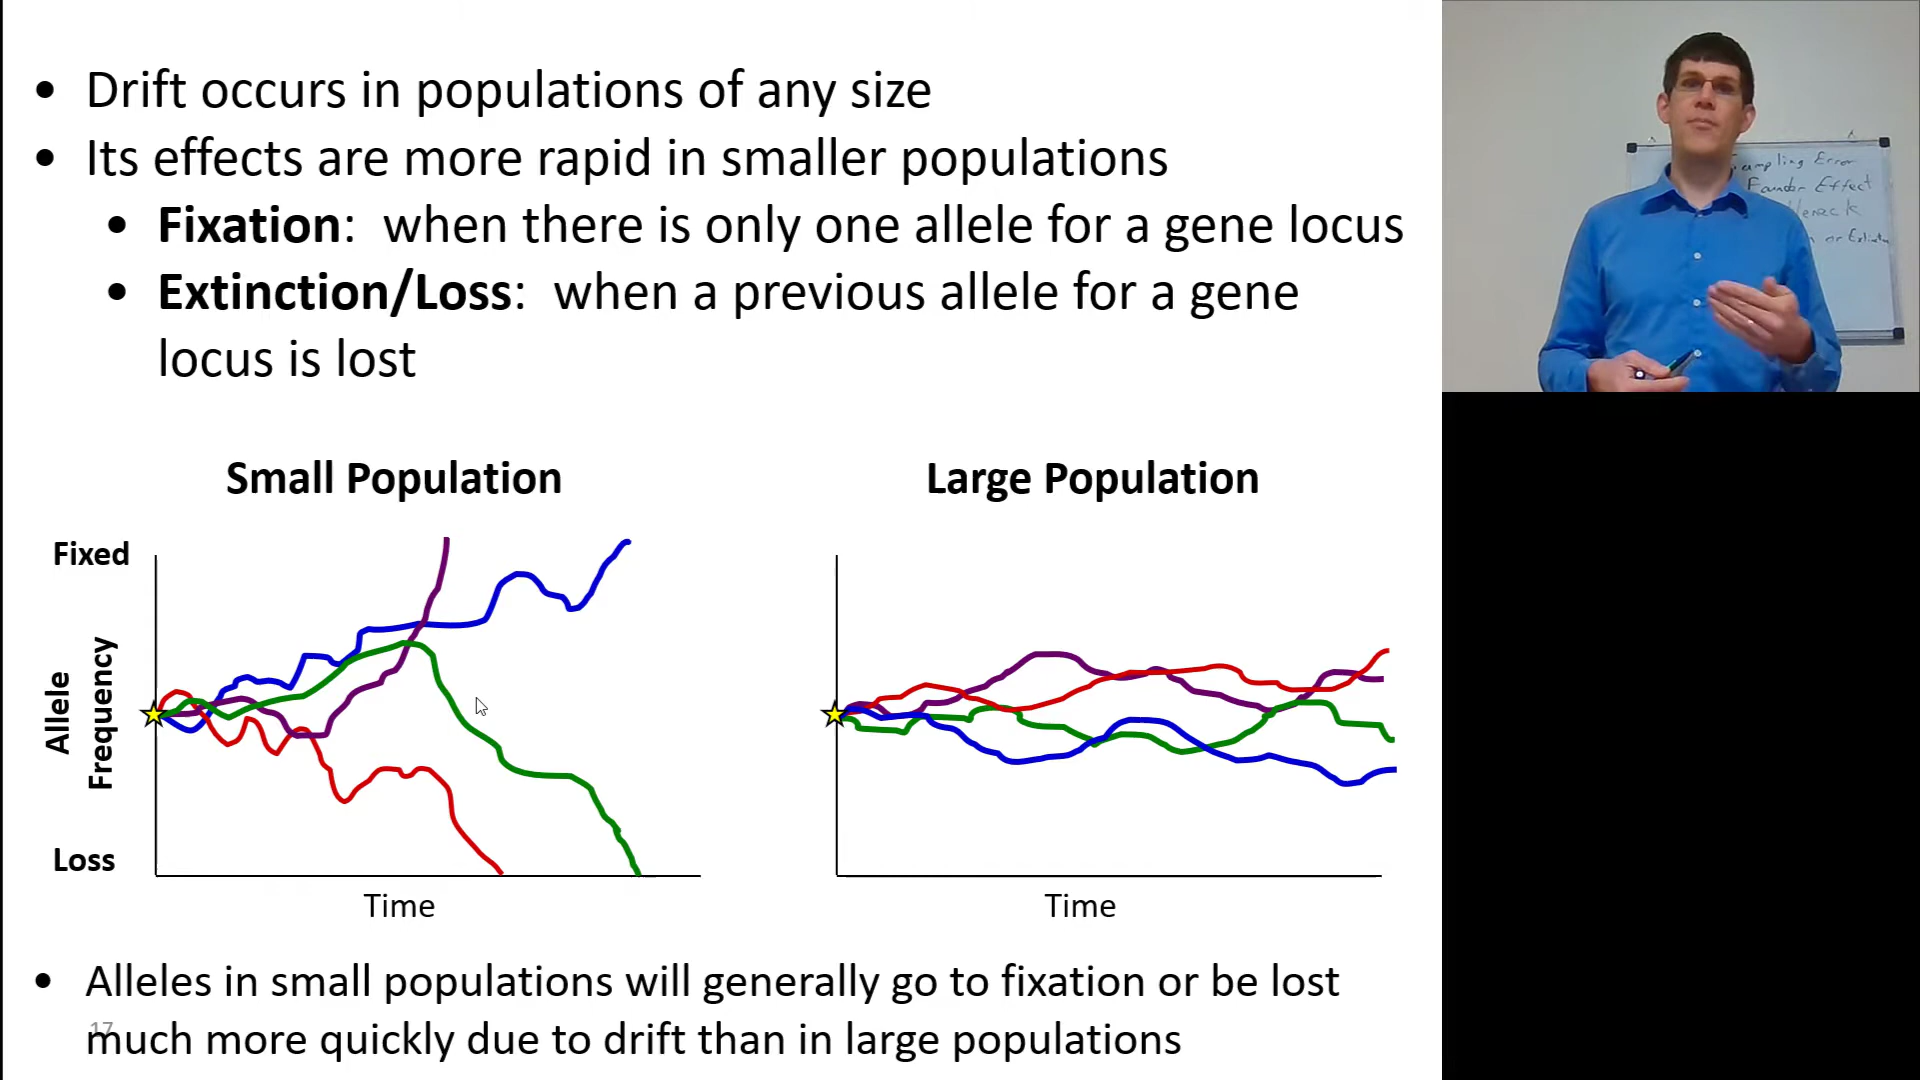 • Drift occurs in populations of any size
• Its effects are more rapid in smaller populations
• Fixation: when there is only one allele for a gene locus
• Extinction/Loss: when a previous allele for a gene
locus is lost
Sampling Error
Founder Effect
Small Population
Large Population
Fixed
Allele
Frequency
Loss
Time
Time
• Alleles in small populations will generally go to fixation or be lost
17
much more quickly due to drift than in large populations